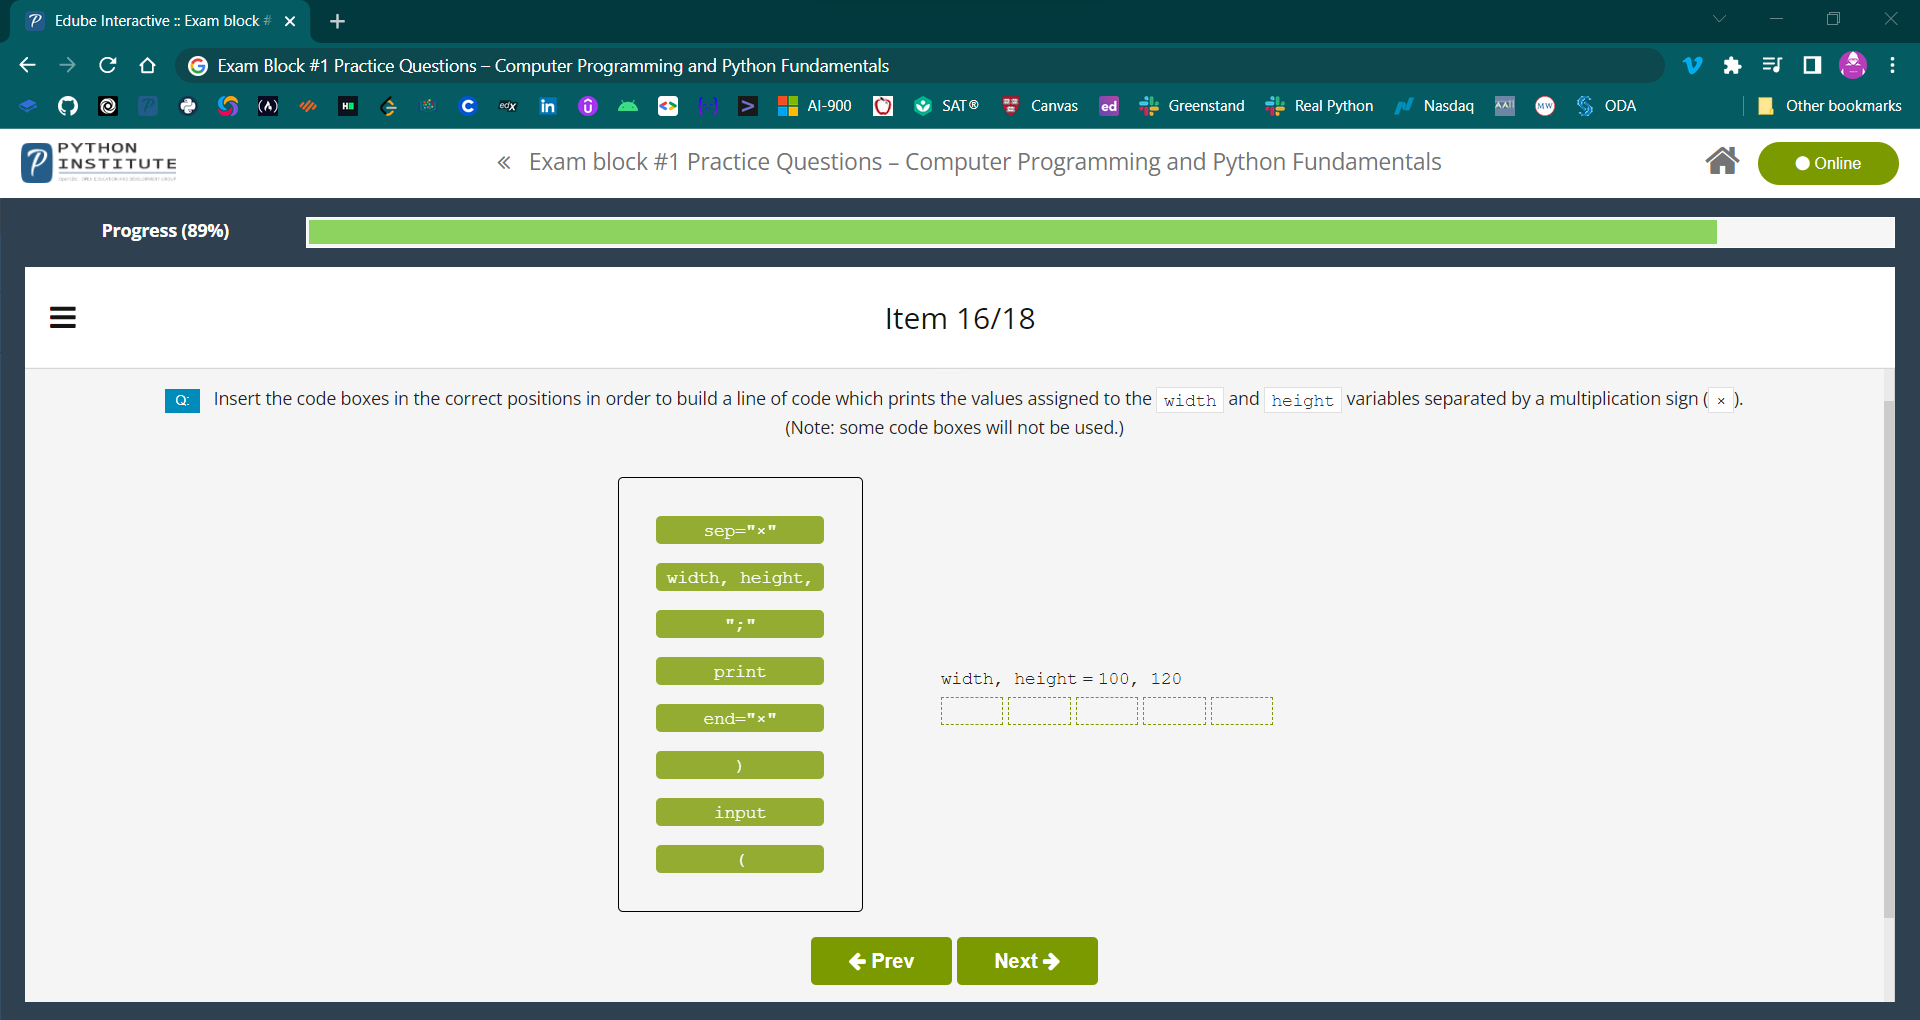 Edube Interactive :: Exam block #
Exam Block #1 Practice Questions – Computer Programming and Python Fundamentals
AI-900
SAT®
Canvas
ed
Greenstand
Real Python
Nasdaq
MW
ODA
Other bookmarks
PYTHON
INSTITUTE
« Exam block #1 Practice Questions – Computer Programming and Python Fundamentals
Online
Progress (89%)
Item 16/18
Q: Insert the code boxes in the correct positions in order to build a line of code which prints the values assigned to the width and height variables separated by a multiplication sign ( × ).
(Note: some code boxes will not be used.)
sep="×"
width, height,
";"
print
end="×"
)
input
(
width, height = 100, 120
Prev
Next